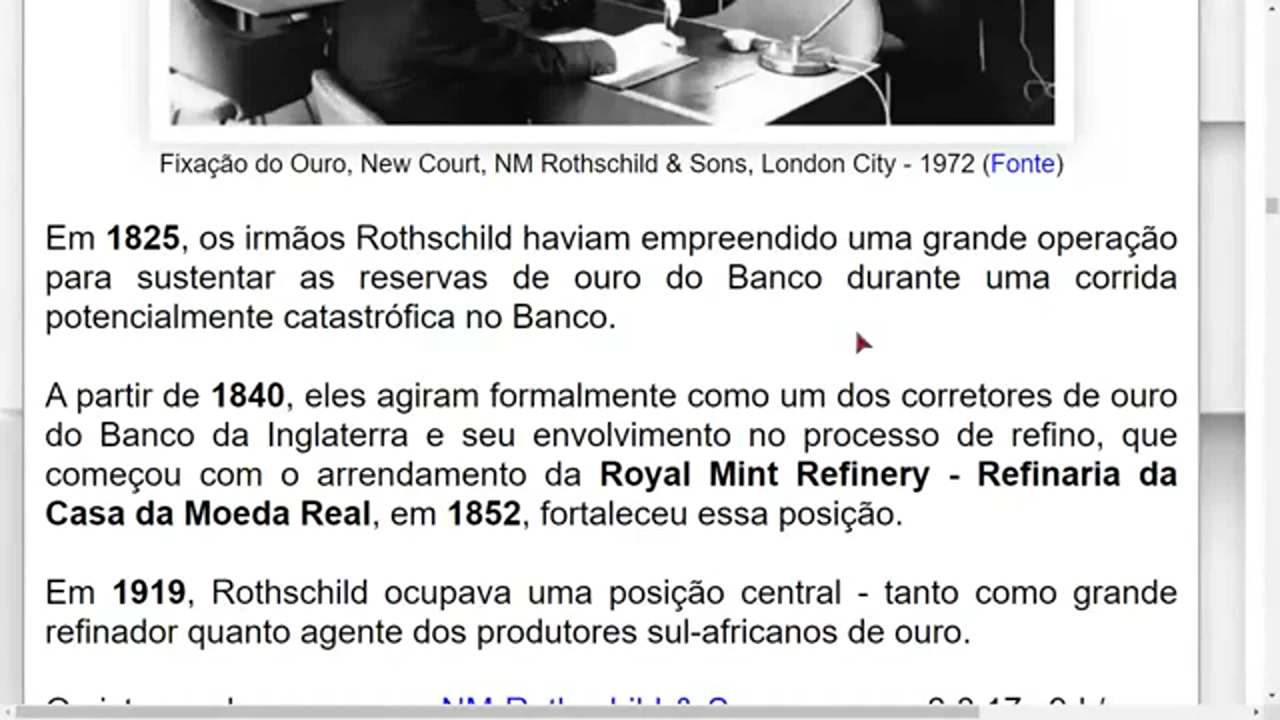 Fixação do Ouro, New Court, NM Rothschild & Sons, London City - 1972 (Fonte)
Em 1825, os irmãos Rothschild haviam empreendido uma grande operação
para sustentar as reservas de ouro do Banco durante uma corrida
potencialmente catastrófica no Banco.
A partir de 1840, eles agiram formalmente como um dos corretores de ouro
do Banco da Inglaterra e seu envolvimento no processo de refino, que
começou com o arrendamento da Royal Mint Refinery - Refinaria da
Casa da Moeda Real, em 1852, fortaleceu essa posição.
Em 1919, Rothschild ocupava uma posição central - tanto como grande
refinador quanto agente dos produtores sul-africanos de ouro.
NM Rothschild & S